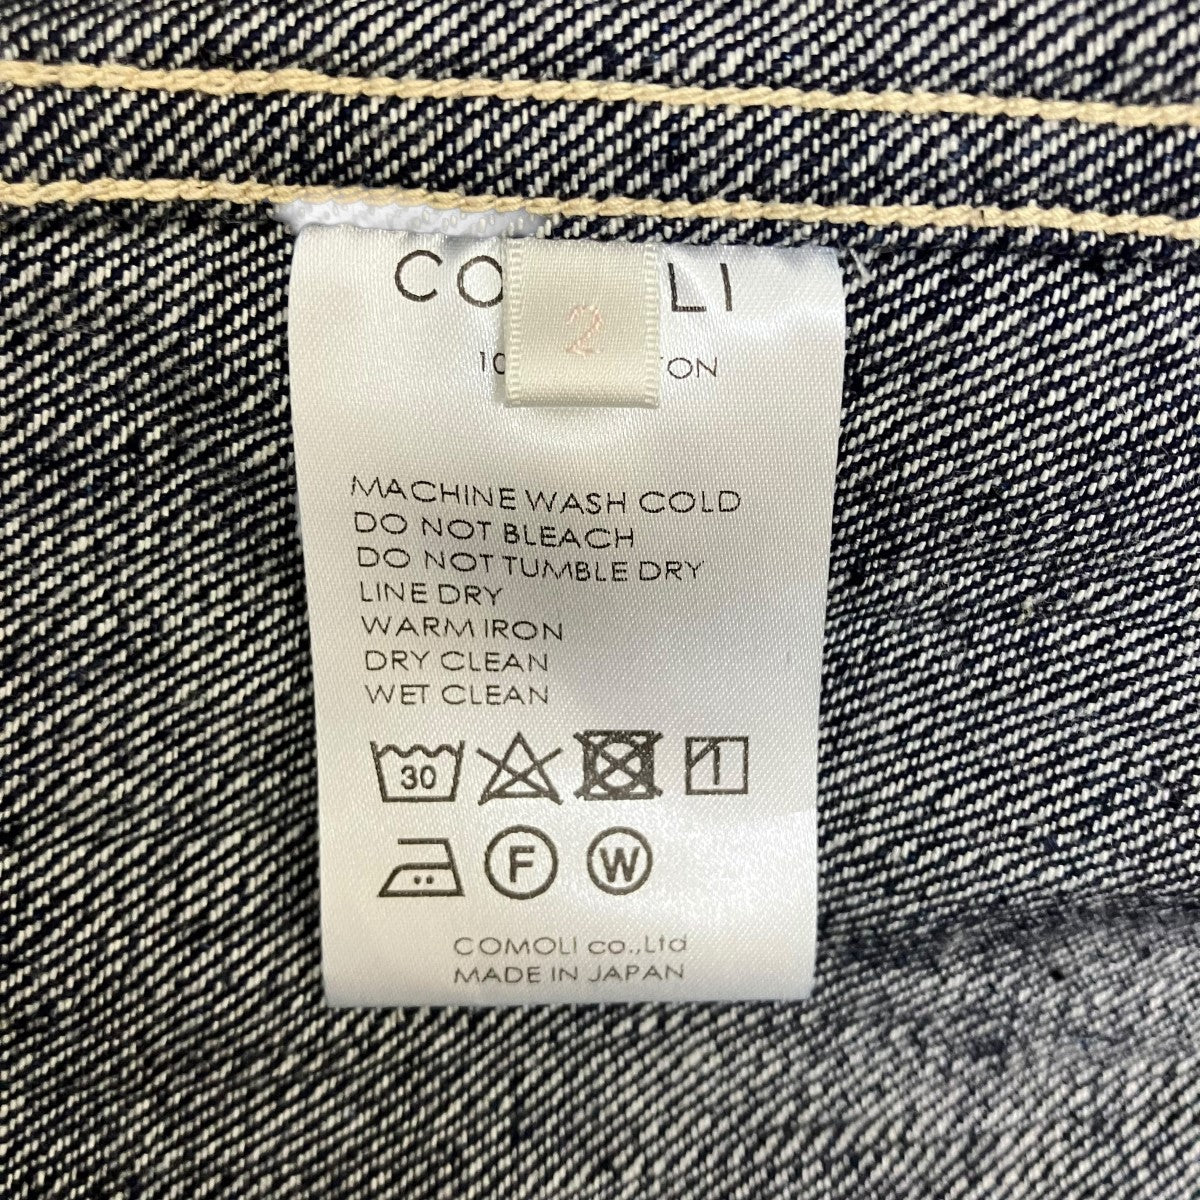 CO LI
2
10 ON
MACHINE WASH COLD
DO NOT BLEACH
DO NOT TUMBLE DRY
LINE DRY
WARM IRON
DRY CLEAN
WET CLEAN
30
F W
COMOLI co.,Ltd
MADE IN JAPAN